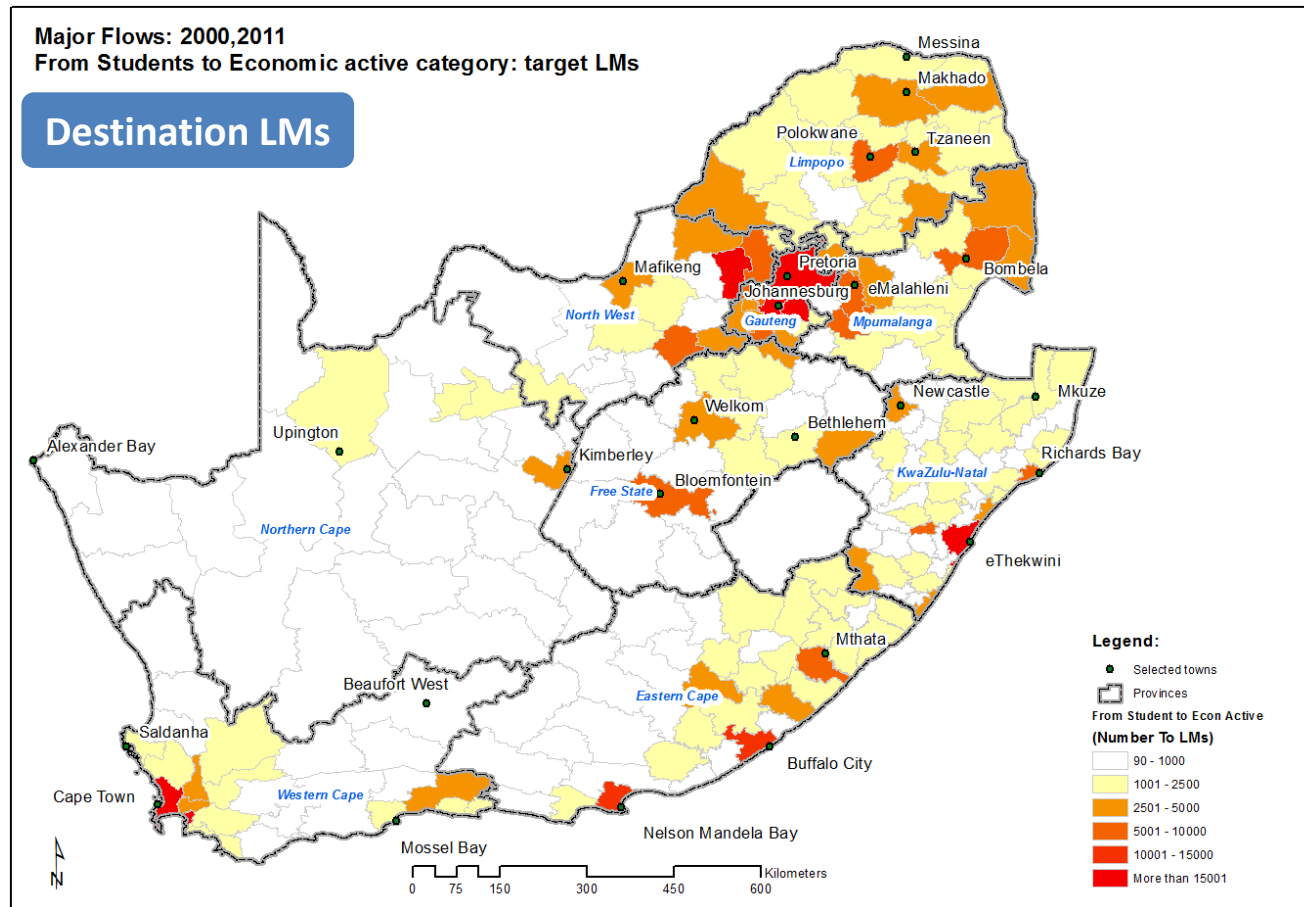 Major Flows: 2000,2011
From Students to Economic active category: target LMs
Destination LMs
Messina
Makhado
Polokwane
Tzaneen
Limpopo
Mafikeng
Pretoria
Bombela
Johannesburg
eMalahleni
North West
Gauteng
Mpumalanga
Newcastle
Mkuze
Welkom
Bethlehem
Upington
Alexander Bay
Kimberley
Richards Bay
KwaZulu-Natal
Bloemfontein
Free State
Northern Cape
eThekwini
Mthata
Beaufort West
Eastern Cape
Saldanha
Buffalo City
Cape Town
Western Cape
Nelson Mandela Bay
Mossel Bay
Legend:
Selected towns
Provinces
From Student to Econ Active
(Number To LMs)
90 - 1000
1001 - 2500
2501 - 5000
5001 - 10000
10001 - 15000
More than 15001
N
Kilometers
0 75 150 300 450 600